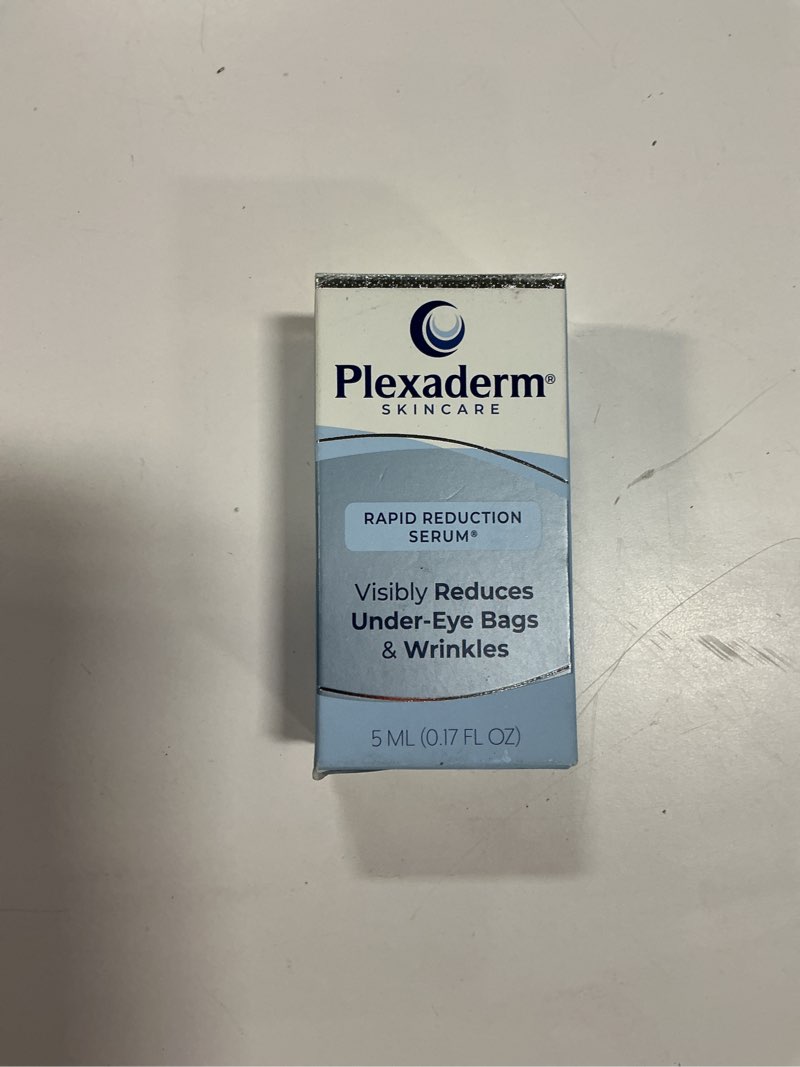 Plexaderm®
SKINCARE
RAPID REDUCTION
SERUM®
Visibly Reduces
Under-Eye Bags
& Wrinkles
5 ML (0.17 FL OZ)